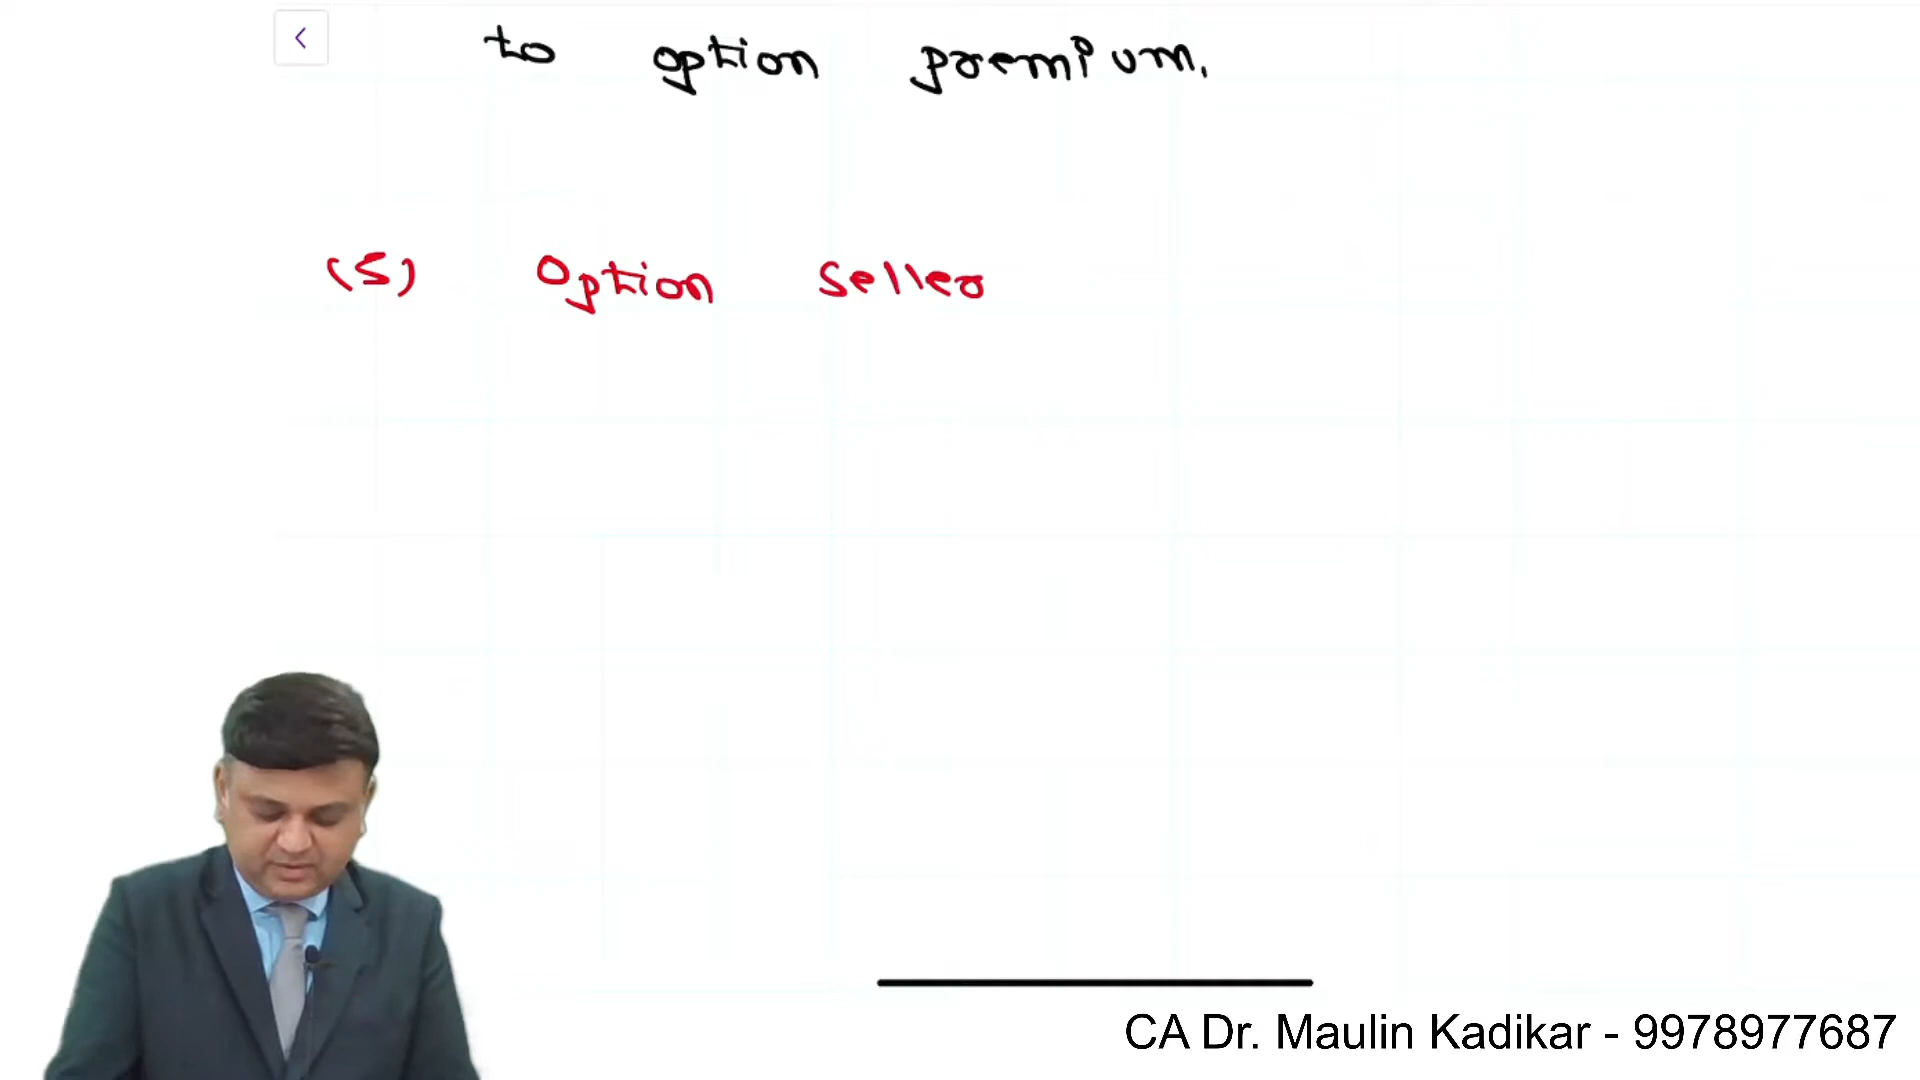 to option premium.
(5) Option Seller
CA Dr. Maulin Kadikar - 9978977687